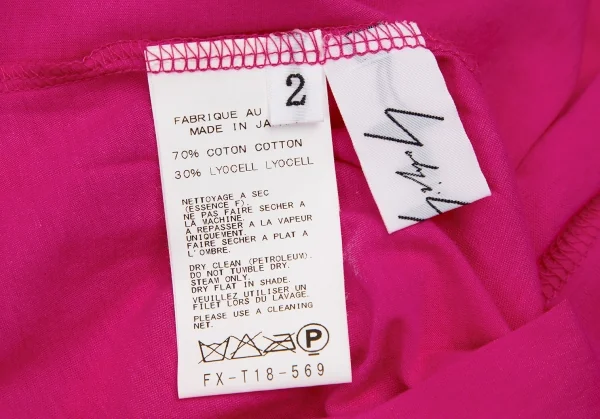 2
FABRIQUE AU
MADE IN JA
70% COTON COTTON
30% LYOCELL LYOCELL
NETTOYAGE A SEC
(ESSENCE F).
NE PAS FAIRE SECHER A
LA MACHINE.
A REPASSER A LA VAPEUR
UNIQUEMENT.
FAIRE SECHER A PLAT A
L'OMBRE.
DRY CLEAN (PETROLEUM).
DO NOT TUMBLE DRY.
STEAM ONLY.
DRY FLAT IN SHADE.
VEUILLEZ UTILISER UN
FILET LORS DU LAVAGE.
PLEASE USE A CLEANING
NET.
P
FX-T18-569